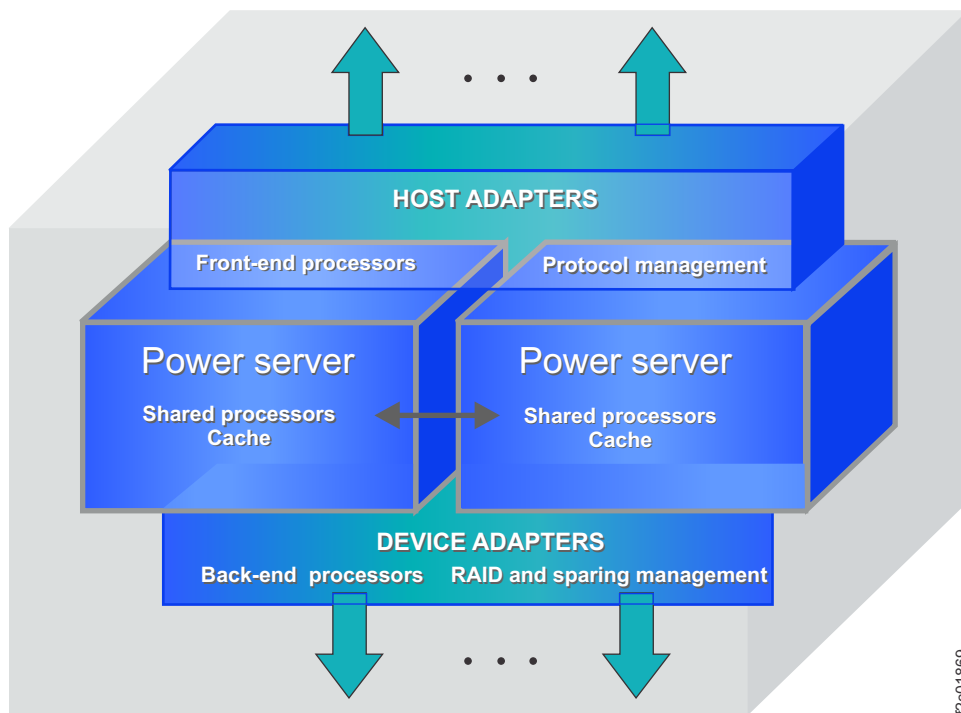 HOST ADAPTERS
Front-end processors
Protocol management
Power server
Shared processors
Cache
Power server
Shared processors
Cache
DEVICE ADAPTERS
Back-end processors RAID and sparing management